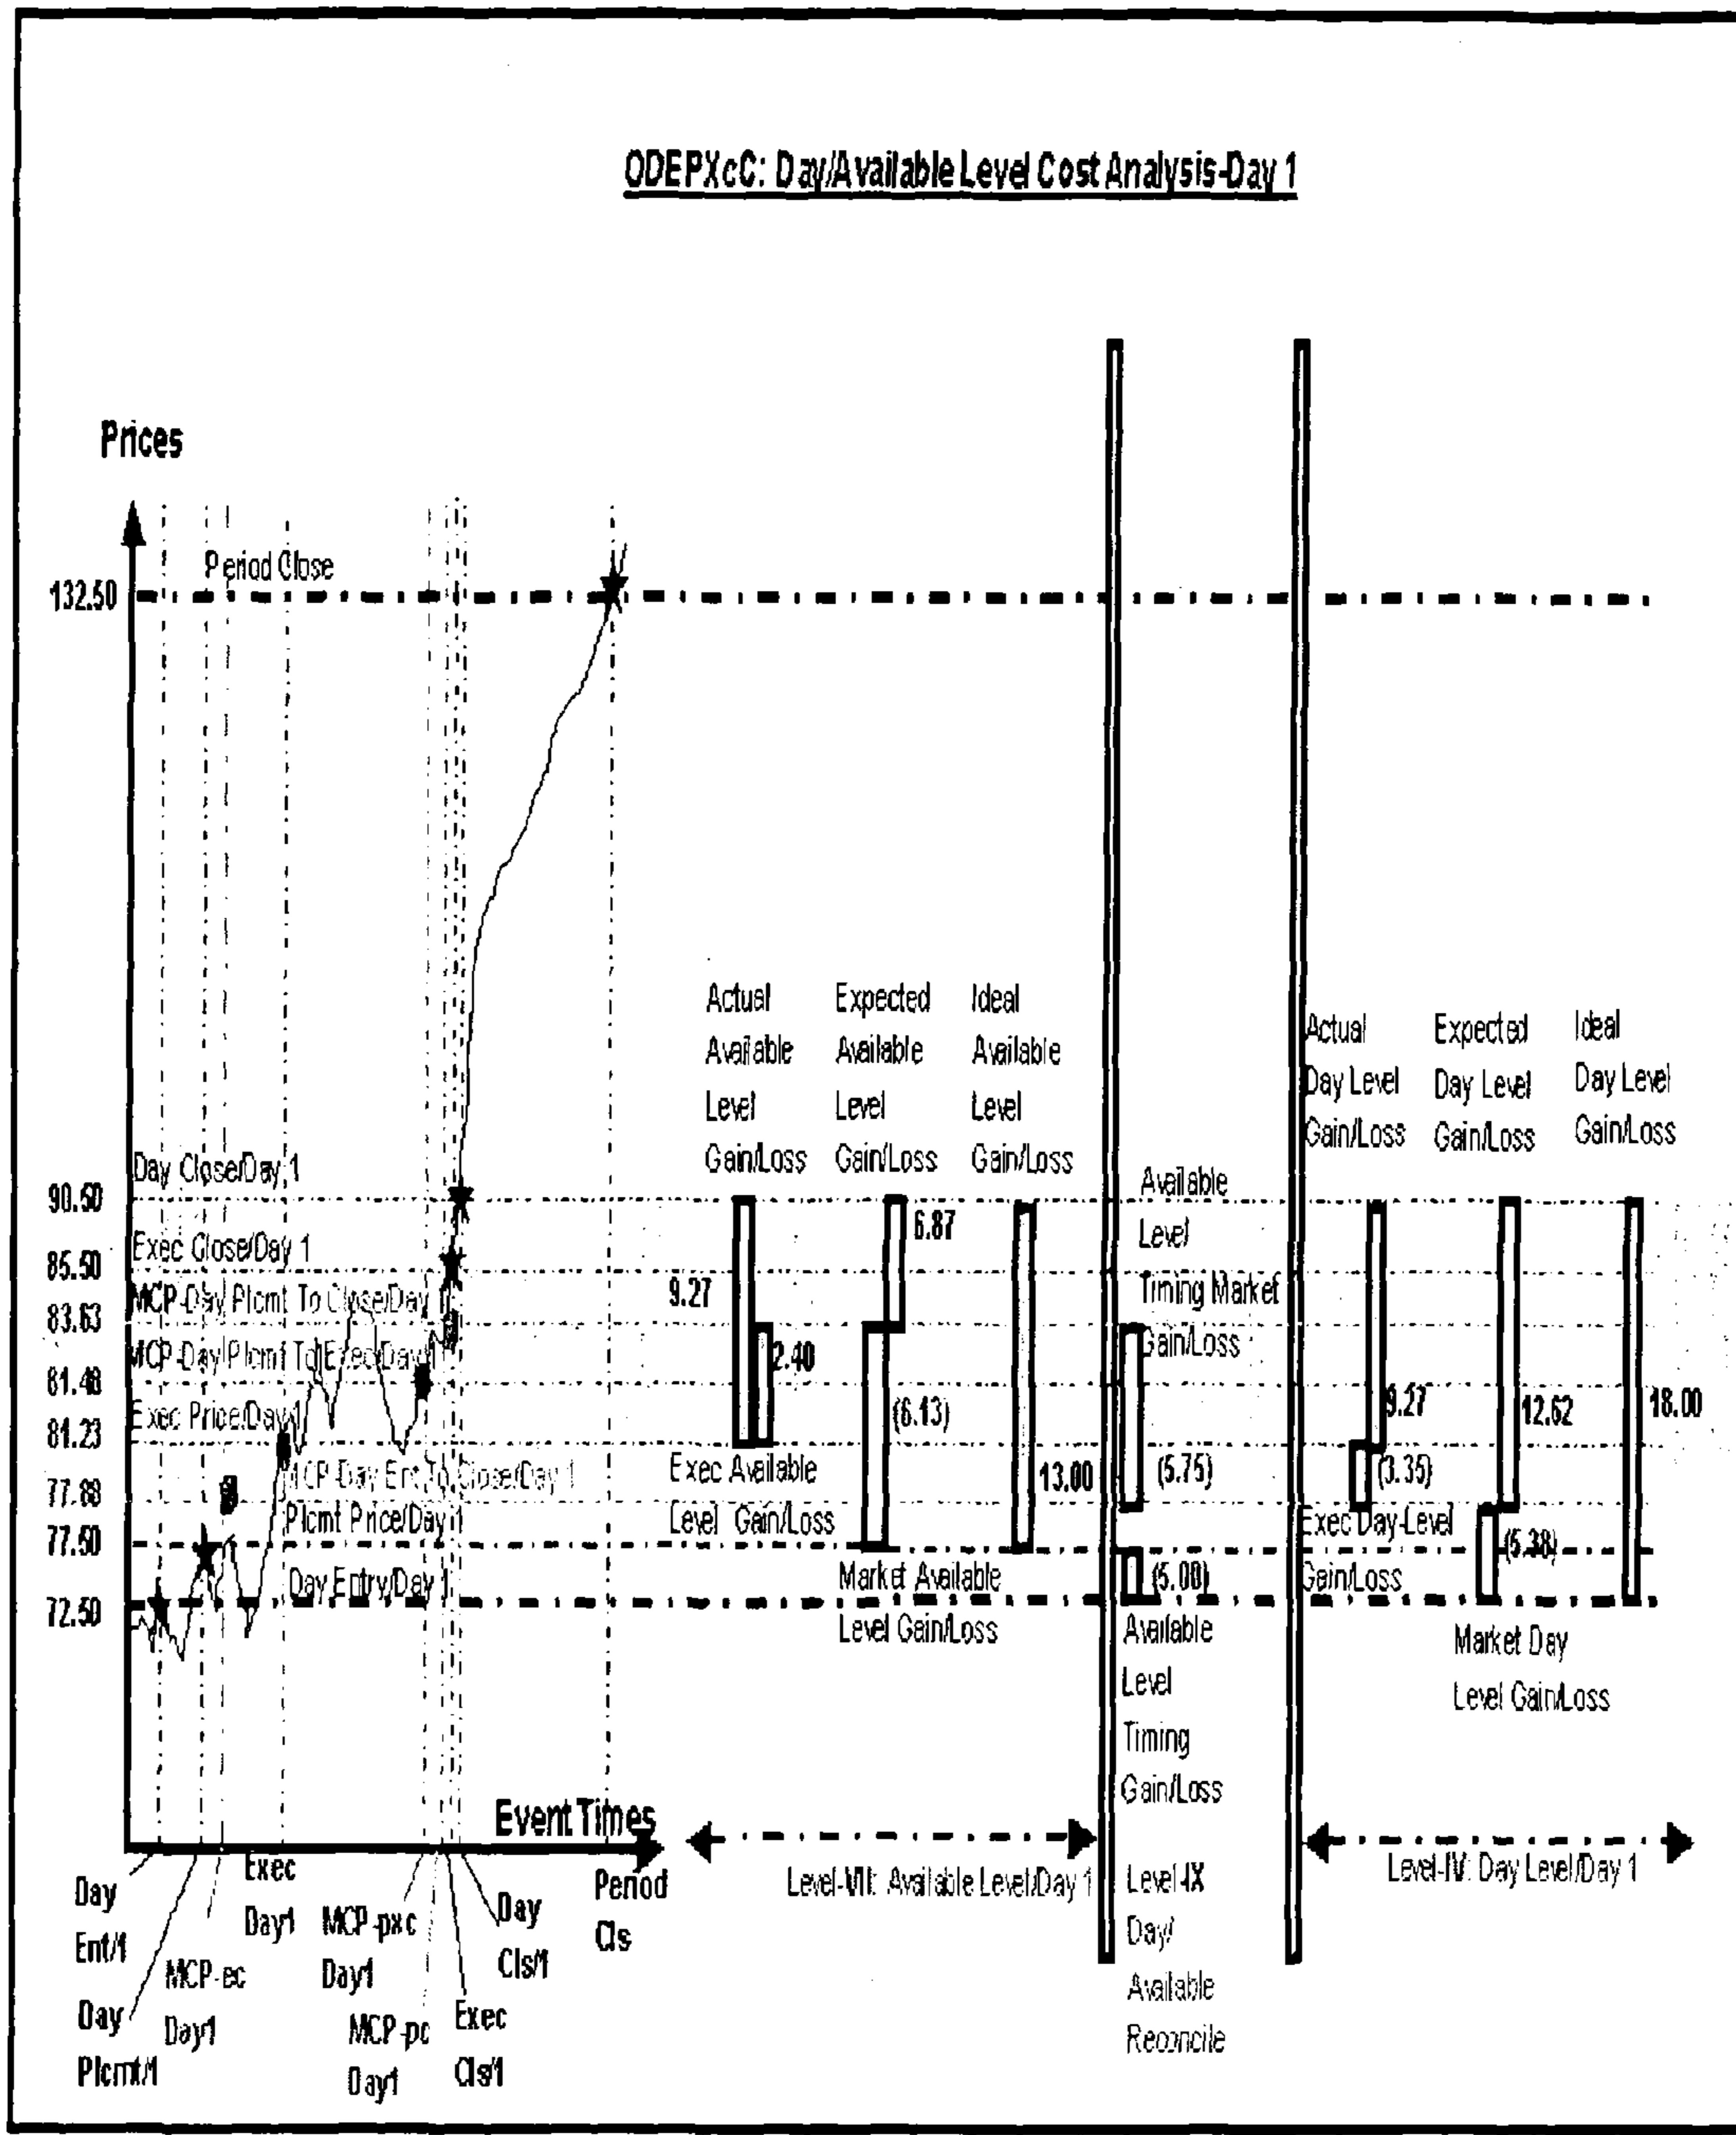 ODEPXcC: Day/Available Level Cost Analysis-Day 1
Prices
Period Close
132.50
Actual
Available
Level
Gain/Loss
Expected
Available
Level
Gain/Loss
Ideal
Available
Level
Gain/Loss
Actual
Day Level
Gain/Loss
Expected
Day Level
Gain/Loss
Ideal
Day Level
Gain/Loss
Day Close/Day 1
90.50
Exec Close/Day 1
85.50
MCP-Day Plcmt To Close/Day 1
83.63
MCP-Day Plcmt To Exec/Day 1
81.48
Exec Price/Day 1
81.23
MCP-Day Ent To Close/Day 1
77.88
Plcmt Price/Day 1
77.50
Day Entry/Day 1
72.50
9.27
2.40
6.87
(6.13)
13.00
Exec Available
Level Gain/Loss
Market Available
Level Gain/Loss
Available
Level
Timing Market
Gain/Loss
(5.75)
(5.00)
Available
Level
Timing
Gain/Loss
9.27
(3.35)
12.62
(5.38)
18.00
Exec Day-Level
Gain/Loss
Market Day
Level Gain/Loss
Event Times
Day
Ent/1
Day
Plcmt/1
MCP-ec
Day1
Exec
Day1
MCP-pxc
Day1
MCP-pc
Day1
Exec
Cls/1
Day
Cls/1
Period
Cls
Level-VII: Available Level/Day 1
Level-IX
Day/
Available
Reconcile
Level-IV: Day Level/Day 1